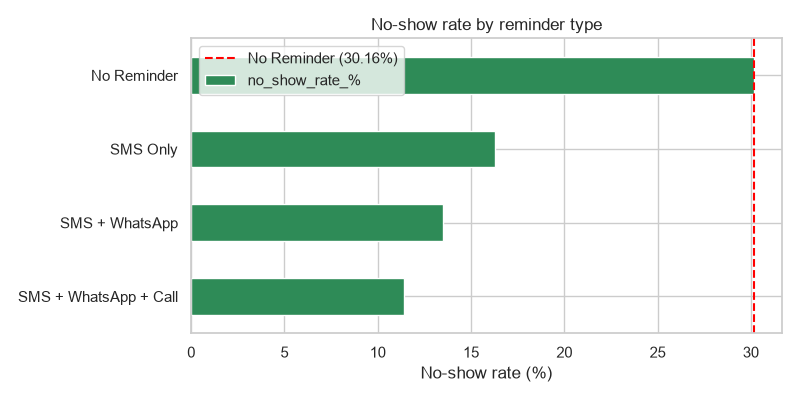 No-show rate by reminder type
No Reminder (30.16%)
no_show_rate_%
No Reminder
SMS Only
SMS + WhatsApp
SMS + WhatsApp + Call
0 5 10 15 20 25 30
No-show rate (%)